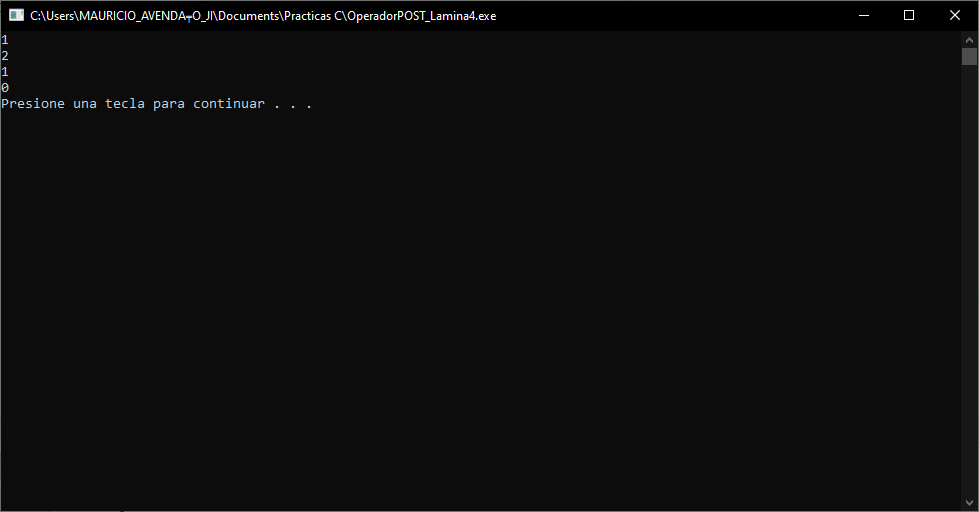 C:\Users\MAURICIO_AVENDA┬O_JI\Documents\Practicas C\OperadorPOST_Lamina4.exe
1
2
1
0
Presione una tecla para continuar . . .